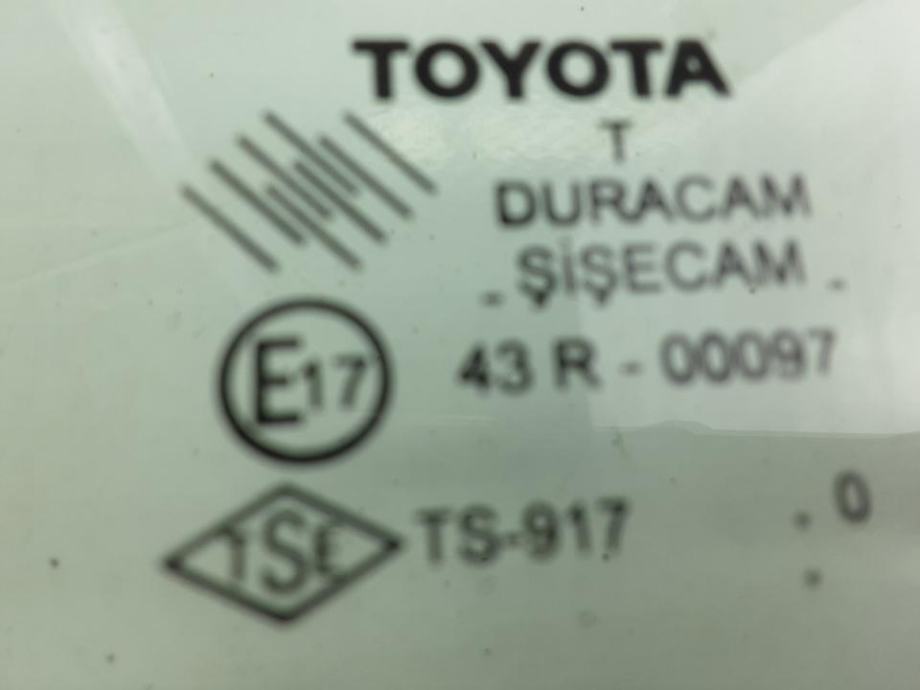 TOYOTA
T
DURACAM
- ŞİŞECAM -
E17 43 R - 00097
TSE TS-917 . 0
.